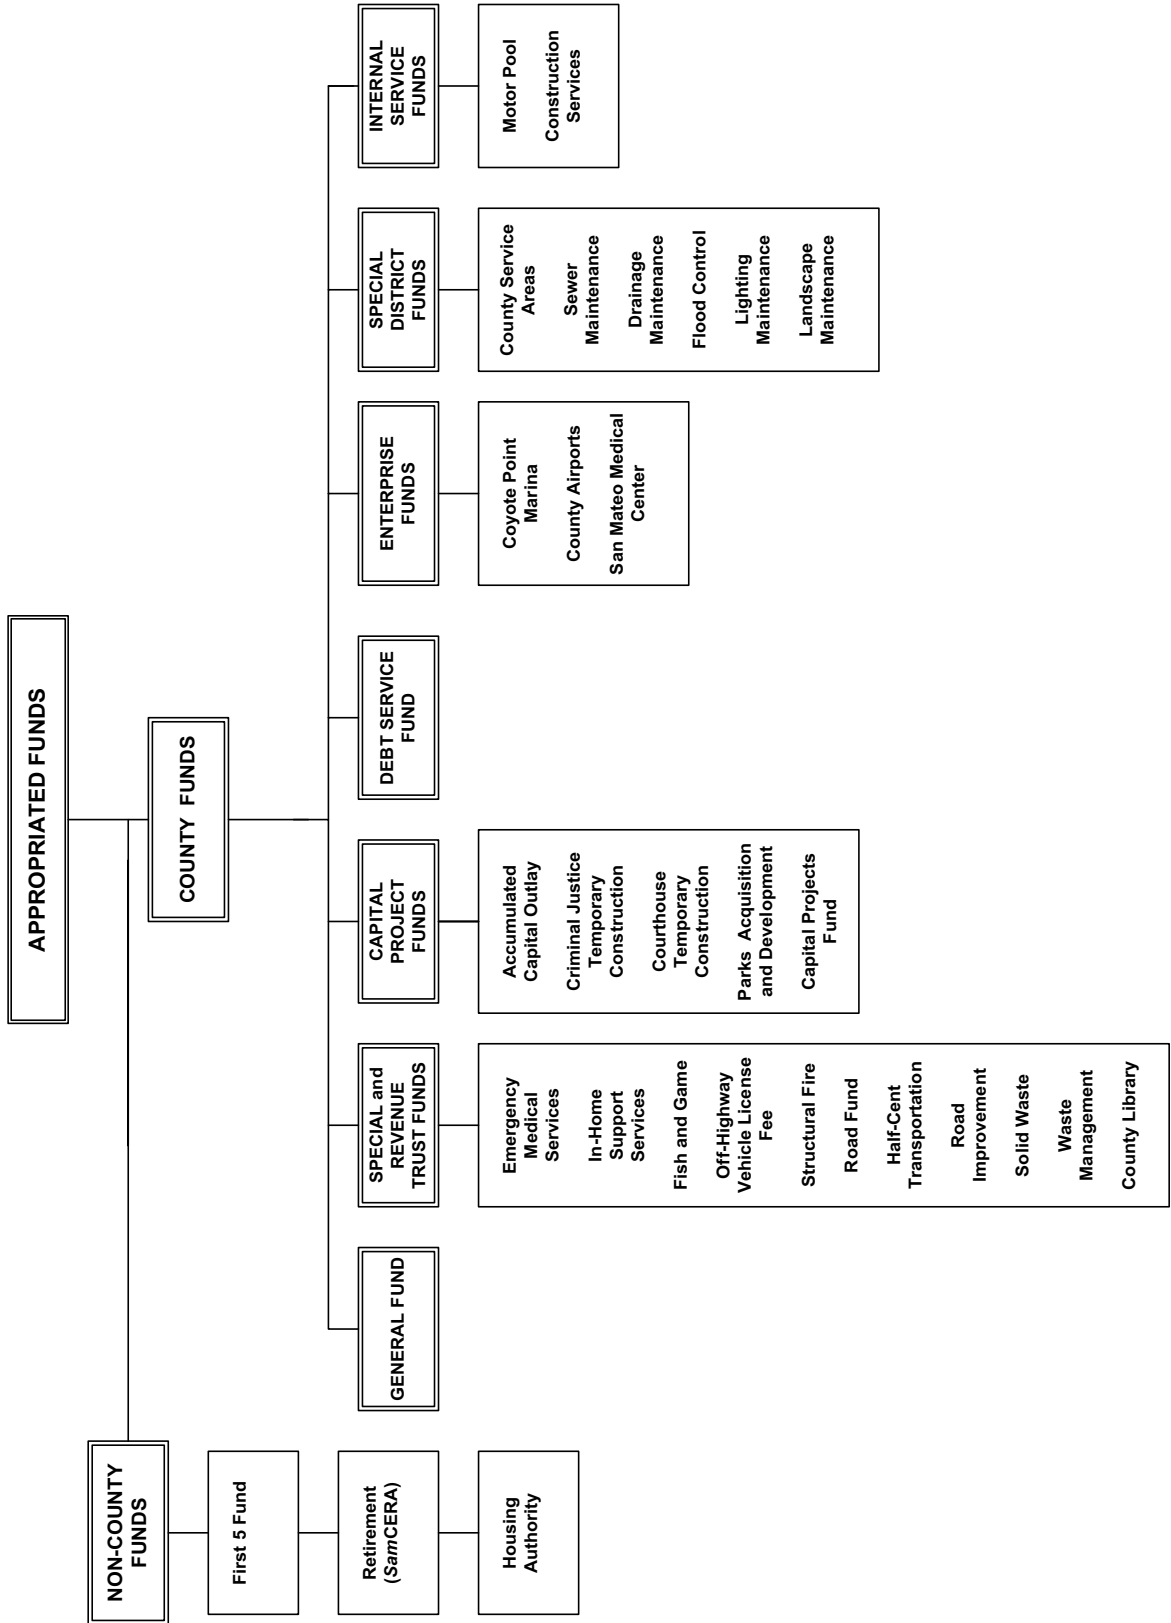 APPROPRIATED FUNDS
NON-COUNTY
FUNDS
First 5 Fund
Retirement
(SamCERA)
Housing
Authority
COUNTY FUNDS
GENERAL FUND
SPECIAL and
REVENUE
TRUST FUNDS
Emergency
Medical
Services
In-Home
Support
Services
Fish and Game
Off-Highway
Vehicle License
Fee
Structural Fire
Road Fund
Half-Cent
Transportation
Road
Improvement
Solid Waste
Waste
Management
County Library
CAPITAL
PROJECT
FUNDS
Accumulated
Capital Outlay
Criminal Justice
Temporary
Construction
Courthouse
Temporary
Construction
Parks Acquisition
and Development
Capital Projects
Fund
DEBT SERVICE
FUND
ENTERPRISE
FUNDS
Coyote Point
Marina
County Airports
San Mateo Medical
Center
SPECIAL
DISTRICT
FUNDS
County Service
Areas
Sewer
Maintenance
Drainage
Maintenance
Flood Control
Lighting
Maintenance
Landscape
Maintenance
INTERNAL
SERVICE
FUNDS
Motor Pool
Construction
Services